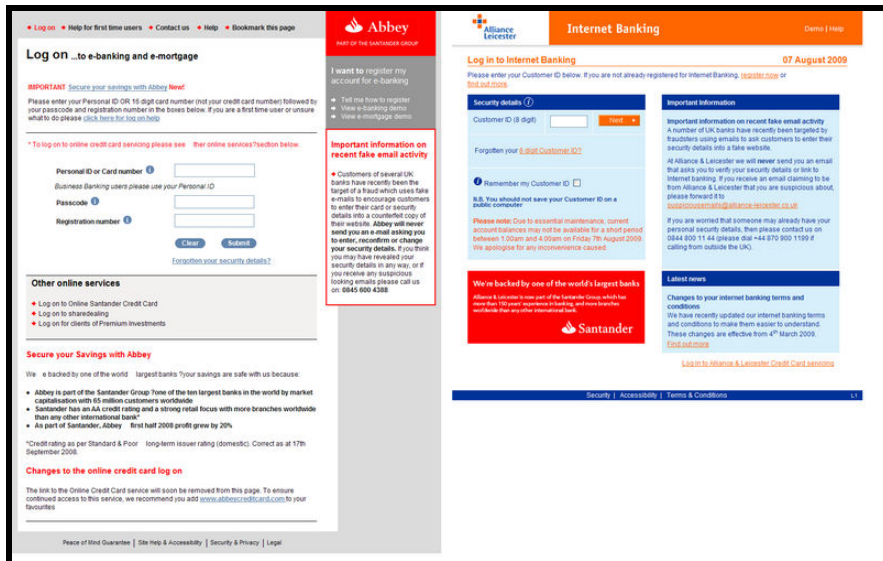 Log on Help for first time users Contact us Help Bookmark this page
Log on ...to e-banking and e-mortgage
IMPORTANT Secure your savings with Abbey New!
Please enter your Personal ID OR 16 digit card number (not your credit card number) followed by
your passcode and registration number in the boxes below. If you are a first time user or unsure
what to do please click here for log on help
* To log on to online credit card servicing please see ther online services?section below.
Personal ID or Card number
Business Banking users please use your Personal ID
Passcode
Registration number
Clear Submit
Forgotten your security details?
Other online services
Log on to Online Santander Credit Card
Log on to sharedealing
Log on for clients of Premium Investments
Secure your Savings with Abbey
We e backed by one of the world largest banks ?your savings are safe with us because:
Abbey is part of the Santander Group ?one of the ten largest banks in the world by market
capitalisation with 65 million customers worldwide
Santander has an AA credit rating and a strong retail focus with more branches worldwide
than any other international bank*
As part of Santander, Abbey first half 2008 profit grew by 20%
*Credit rating as per Standard & Poor long-term issuer rating (domestic). Correct as at 17th
September 2008.
Changes to the online credit card log on
The link to the Online Credit Card service will soon be removed from this page. To ensure
continued access to this service, we recommend you add www.abbeycreditcard.com to your
favourites
Peace of Mind Guarantee | Site Help & Accessibility | Security & Privacy | Legal
Abbey
PART OF THE SANTANDER GROUP
I want to register my
account for e-banking
Tell me how to register
View e-banking demo
View e-mortgage demo
Important information on
recent fake email activity
Customers of several UK
banks have recently been the
target of a fraud which uses fake
e-mails to encourage customers
to enter their card or security
details into a counterfeit copy of
their website. Abbey will never
send you an e-mail asking you
to enter, reconfirm or change
your security details. If you think
you may have revealed your
security details in any way, or if
you receive any suspicious
looking emails please call us
on: 0845 600 4388.
Alliance
Leicester
Internet Banking
Demo | Help
Log in to Internet Banking 07 August 2009
Please enter your Customer ID below. If you are not already registered for Internet Banking, register now or
find out more.
Security details
Customer ID (8 digit) Next
Forgotten your 8 digit Customer ID?
Remember my Customer ID
N.B. You should not save your Customer ID on a
public computer
Please note: Due to essential maintenance, current
account balances may not be available for a short period
between 1.00am and 4.00am on Friday 7th August 2009.
We apologise for any inconvenience caused.
We're backed by one of the world's largest banks
Alliance & Leicester is now part of the Santander Group, which has
more than 150 years' experience in banking, and more branches
worldwide than any other international bank.
Santander
Important Information
Important information on recent fake email activity
A number of UK banks have recently been targeted by
fraudsters using emails to ask customers to enter their
security details into a fake website.
At Alliance & Leicester we will never send you an email
that asks you to verify your security details or link to
Internet banking. If you receive an email claiming to be
from Alliance & Leicester that you are suspicious about,
please forward it to
suspiciousemails@alliance-leicester.co.uk
If you are worried that someone may already have your
personal security details, then please contact us on
0844 800 11 44 (please dial +44 870 900 1199 if
calling from outside the UK).
Latest news
Changes to your internet banking terms and
conditions
We have recently updated our internet banking terms
and conditions to make them easier to understand.
These changes are effective from 4th March 2009.
Find out more
Log in to Alliance & Leicester Credit Card servicing
Security | Accessibility | Terms & Conditions L1